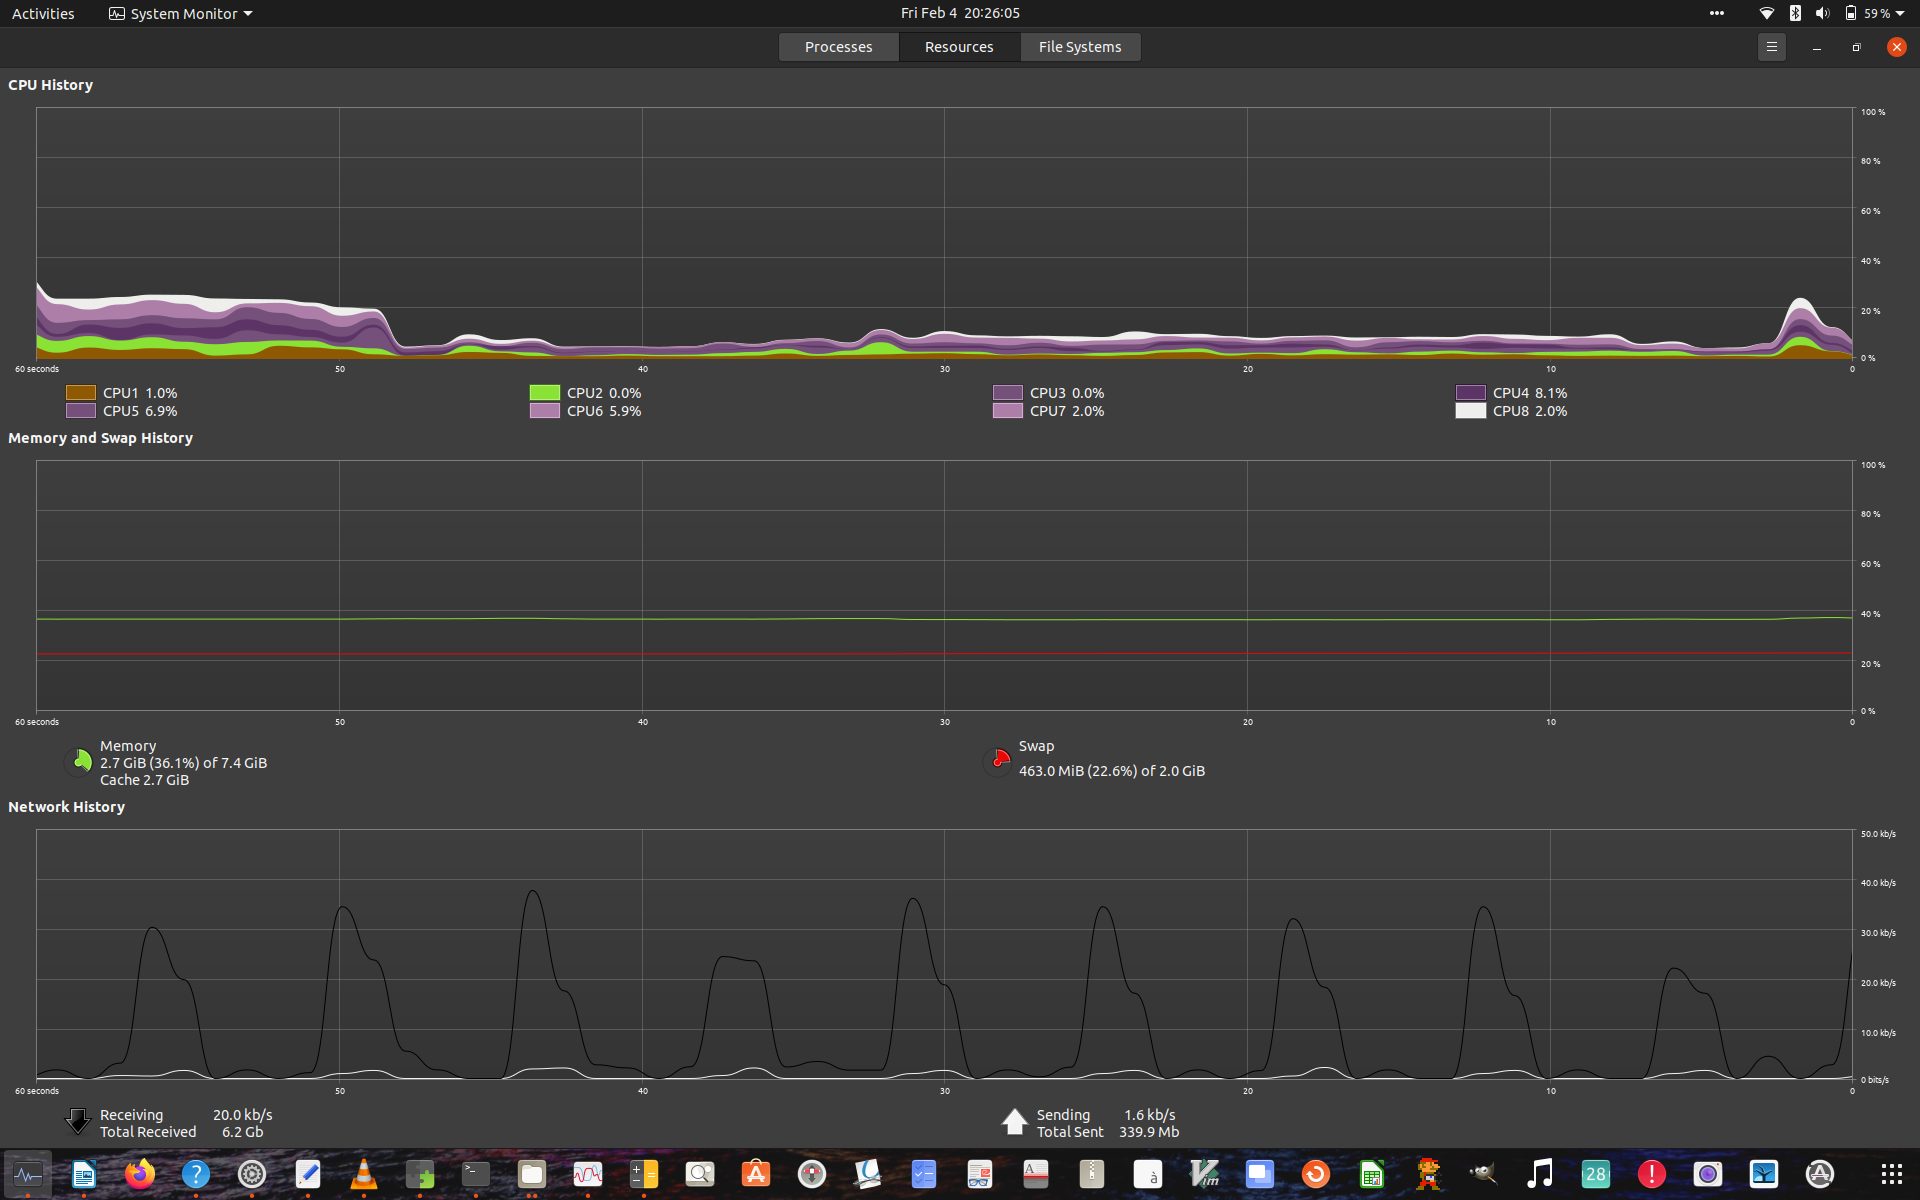 Activities System Monitor Fri Feb 4 20:26:05 59 %
Processes Resources File Systems
CPU History
100 %
80 %
60 %
40 %
20 %
0 %
60 seconds 50 40 30 20 10 0
CPU1 1.0% CPU2 0.0% CPU3 0.0% CPU4 8.1%
CPU5 6.9% CPU6 5.9% CPU7 2.0% CPU8 2.0%
Memory and Swap History
100 %
80 %
60 %
40 %
20 %
0 %
60 seconds 50 40 30 20 10 0
Memory
2.7 GiB (36.1%) of 7.4 GiB
Cache 2.7 GiB
Swap
463.0 MiB (22.6%) of 2.0 GiB
Network History
50.0 kb/s
40.0 kb/s
30.0 kb/s
20.0 kb/s
10.0 kb/s
0 bits/s
60 seconds 50 40 30 20 10 0
Receiving 20.0 kb/s
Total Received 6.2 Gb
Sending 1.6 kb/s
Total Sent 339.9 Mb
? >_ A à Vim 28 !